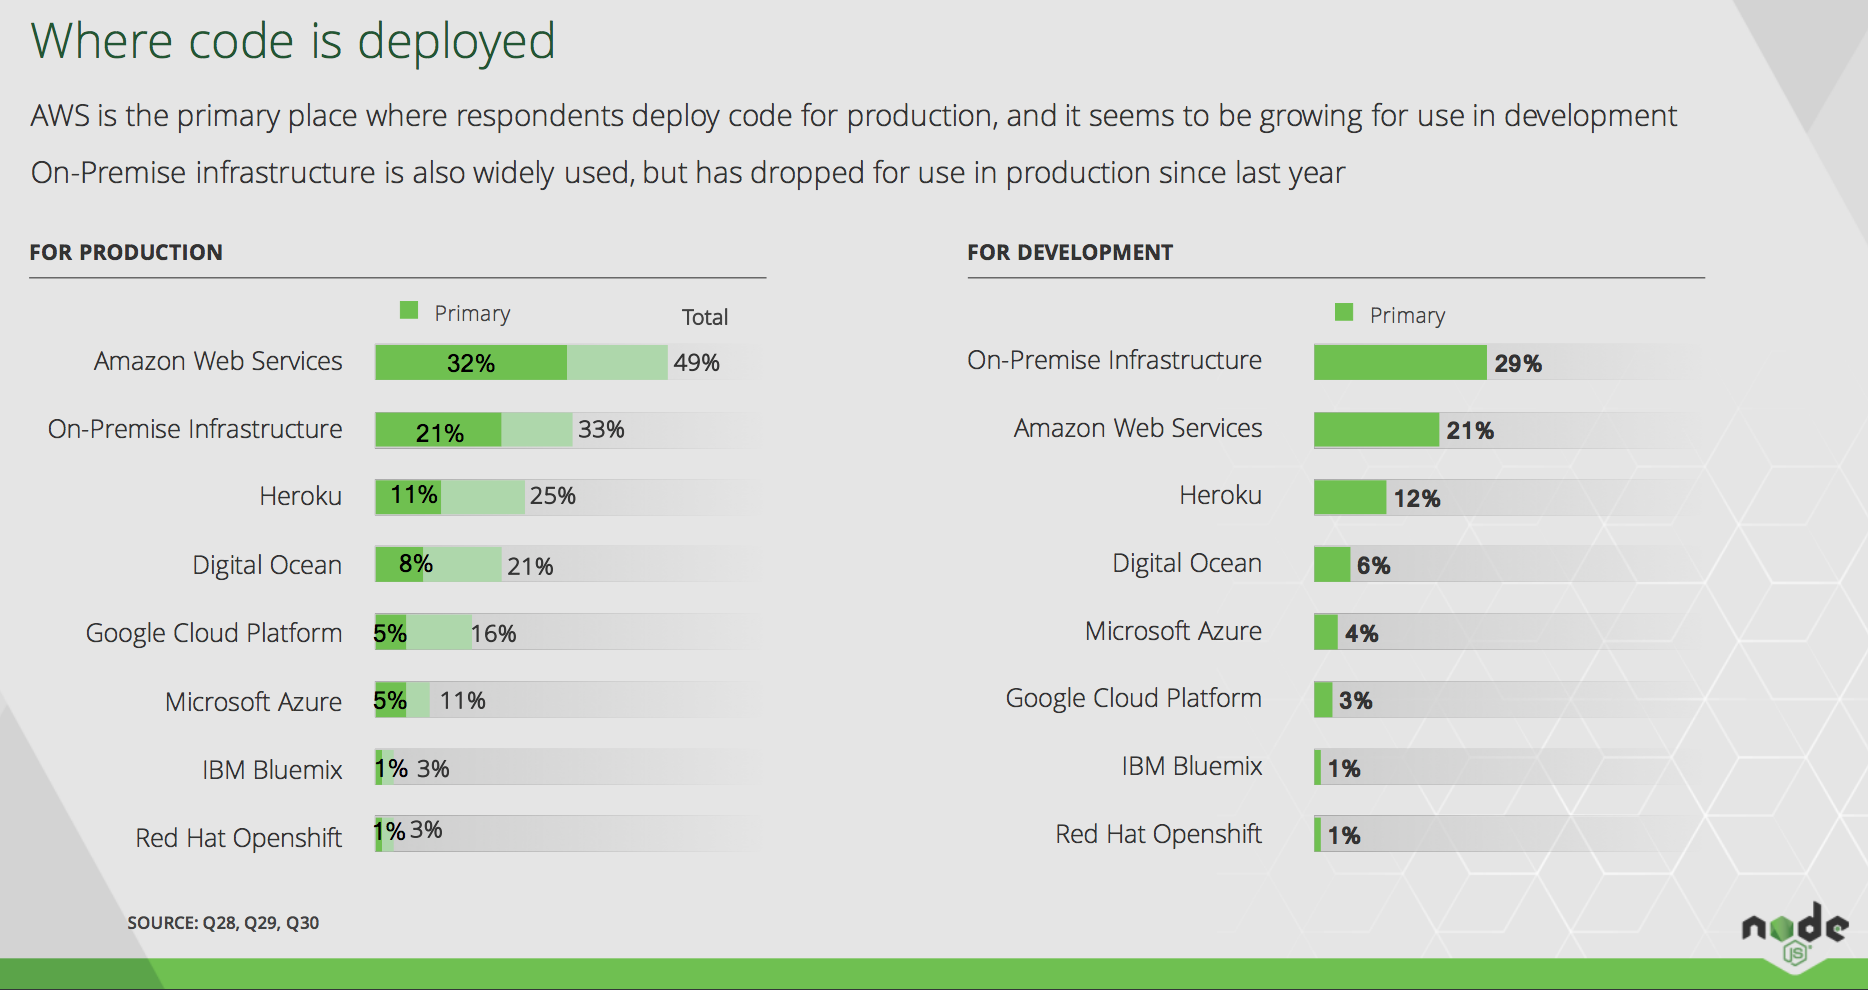 Where code is deployed
AWS is the primary place where respondents deploy code for production, and it seems to be growing for use in development
On-Premise infrastructure is also widely used, but has dropped for use in production since last year
FOR PRODUCTION
Primary
Total
Amazon Web Services 32% 49%
On-Premise Infrastructure 21% 33%
Heroku 11% 25%
Digital Ocean 8% 21%
Google Cloud Platform 5% 16%
Microsoft Azure 5% 11%
IBM Bluemix 1% 3%
Red Hat Openshift 1% 3%
SOURCE: Q28, Q29, Q30
FOR DEVELOPMENT
Primary
On-Premise Infrastructure 29%
Amazon Web Services 21%
Heroku 12%
Digital Ocean 6%
Microsoft Azure 4%
Google Cloud Platform 3%
IBM Bluemix 1%
Red Hat Openshift 1%
node
JS